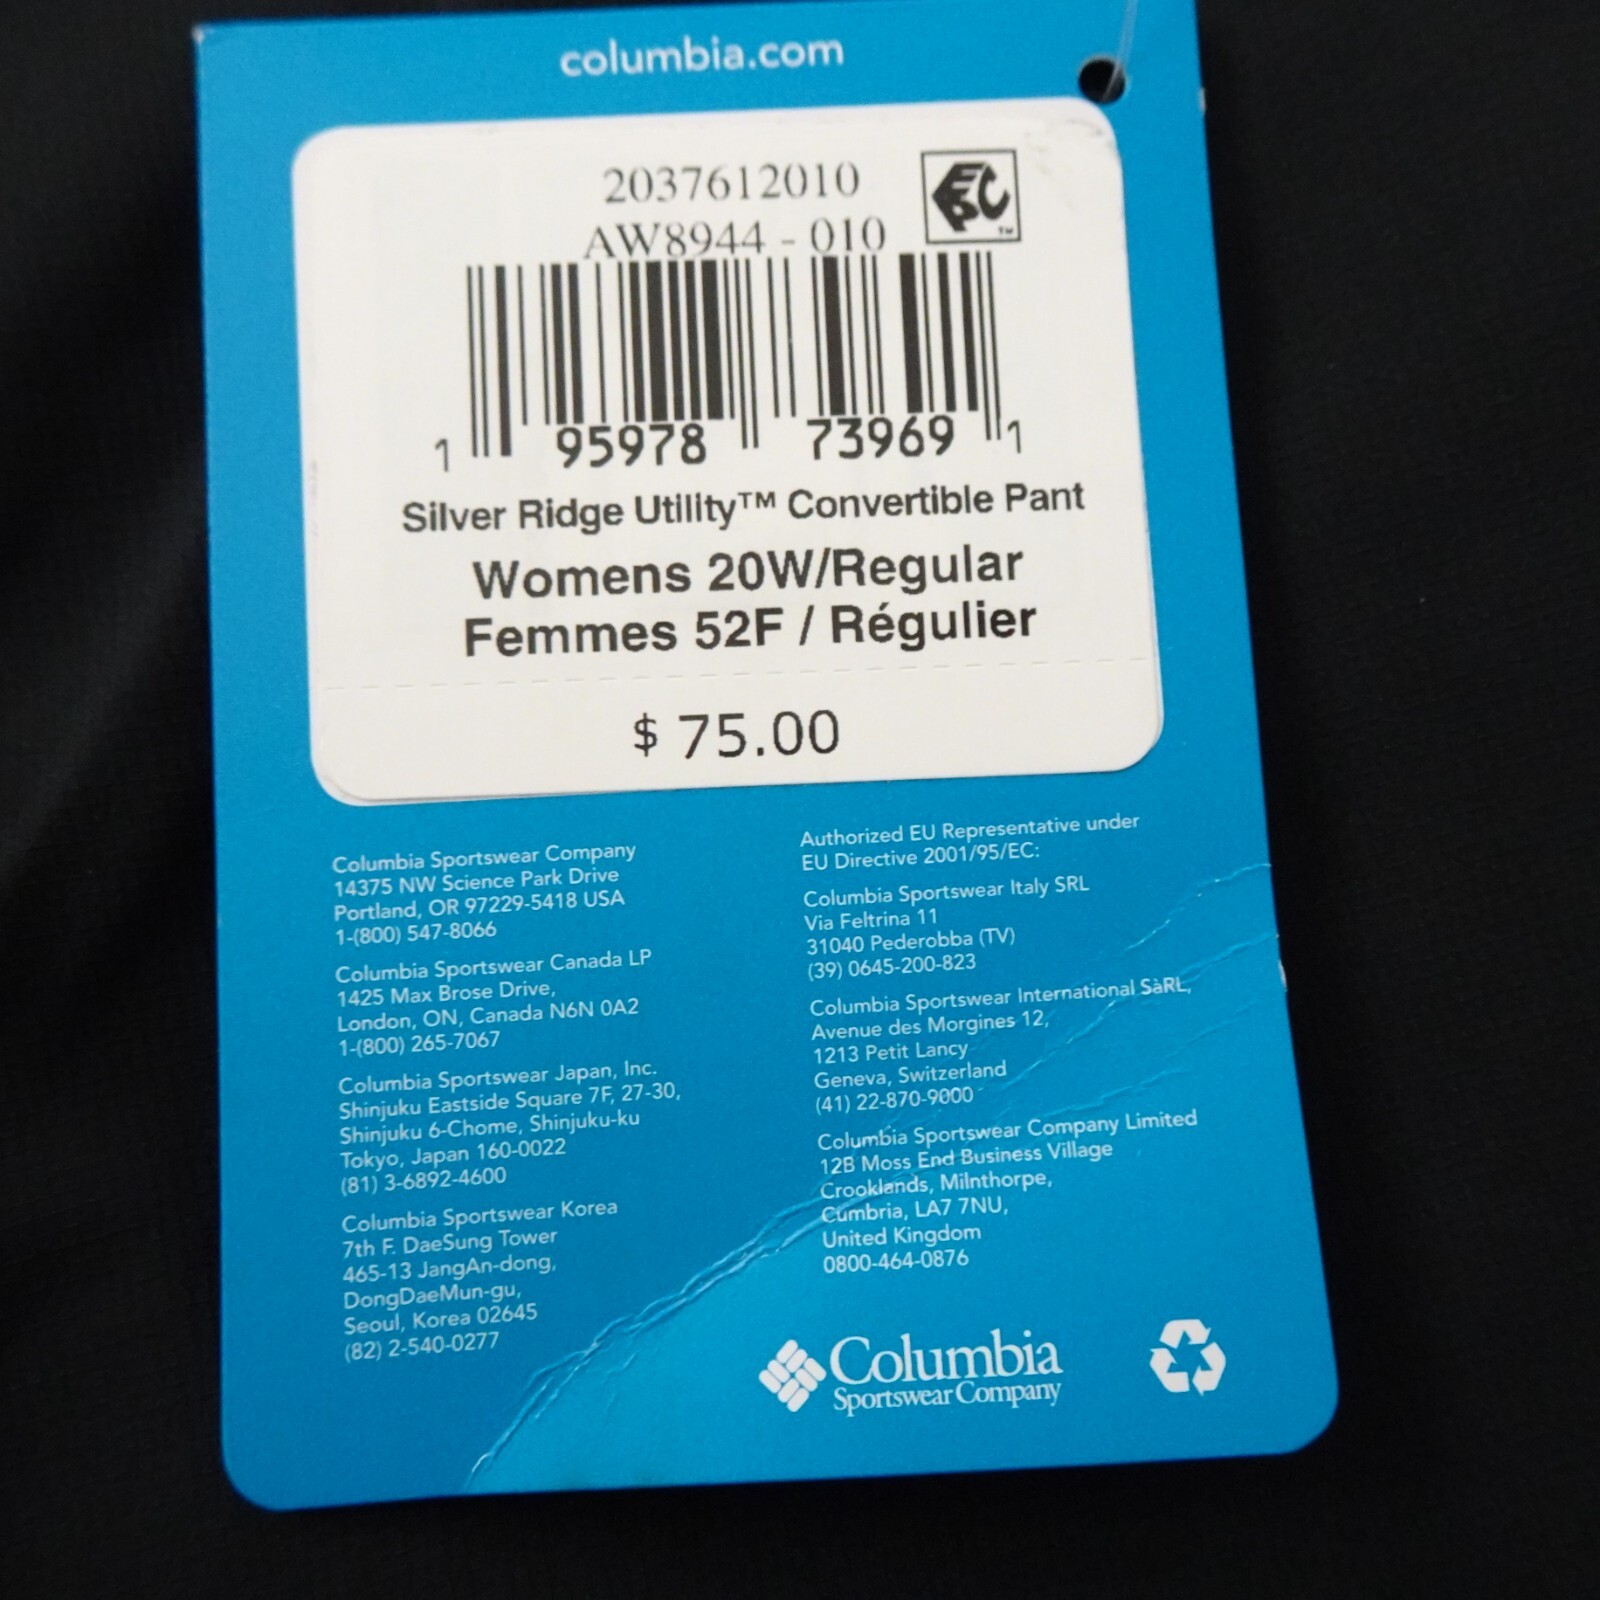 columbia.com
2037612010
AW8944 - 010
EPC
TM
1 95978 73969 1
Silver Ridge Utility™ Convertible Pant
Womens 20W/Regular
Femmes 52F / Régulier
$ 75.00
Columbia Sportswear Company
14375 NW Science Park Drive
Portland, OR 97229-5418 USA
1-(800) 547-8066
Columbia Sportswear Canada LP
1425 Max Brose Drive,
London, ON, Canada N6N 0A2
1-(800) 265-7067
Columbia Sportswear Japan, Inc.
Shinjuku Eastside Square 7F, 27-30,
Shinjuku 6-Chome, Shinjuku-ku
Tokyo, Japan 160-0022
(81) 3-6892-4600
Columbia Sportswear Korea
7th F. DaeSung Tower
465-13 JangAn-dong,
DongDaeMun-gu,
Seoul, Korea 02645
(82) 2-540-0277
Authorized EU Representative under
EU Directive 2001/95/EC:
Columbia Sportswear Italy SRL
Via Feltrina 11
31040 Pederobba (TV)
(39) 0645-200-823
Columbia Sportswear International SàRL,
Avenue des Morgines 12,
1213 Petit Lancy
Geneva, Switzerland
(41) 22-870-9000
Columbia Sportswear Company Limited
12B Moss End Business Village
Crooklands, Milnthorpe,
Cumbria, LA7 7NU,
United Kingdom
0800-464-0876
Columbia
Sportswear Company